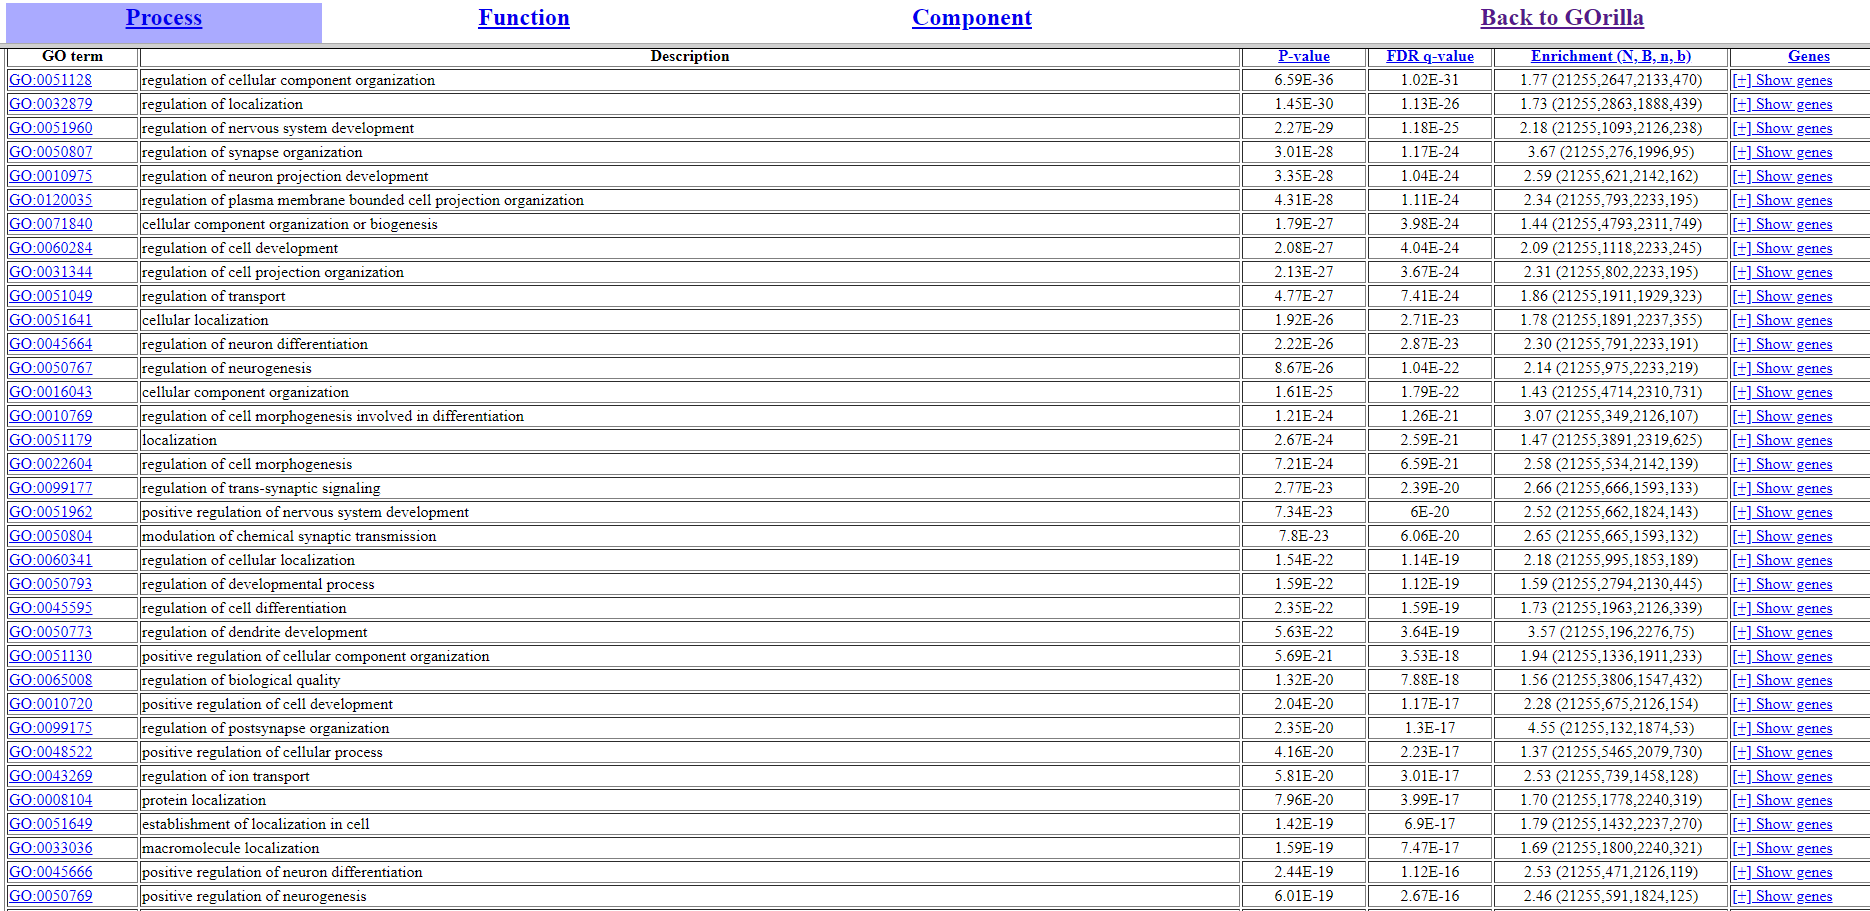 Process Function Component Back to GOrilla
GO term Description P-value FDR q-value Enrichment (N, B, n, b) Genes
GO:0051128 regulation of cellular component organization 6.59E-36 1.02E-31 1.77 (21255,2647,2133,470) [+] Show genes
GO:0032879 regulation of localization 1.45E-30 1.13E-26 1.73 (21255,2863,1888,439) [+] Show genes
GO:0051960 regulation of nervous system development 2.27E-29 1.18E-25 2.18 (21255,1093,2126,238) [+] Show genes
GO:0050807 regulation of synapse organization 3.01E-28 1.17E-24 3.67 (21255,276,1996,95) [+] Show genes
GO:0010975 regulation of neuron projection development 3.35E-28 1.04E-24 2.59 (21255,621,2142,162) [+] Show genes
GO:0120035 regulation of plasma membrane bounded cell projection organization 4.31E-28 1.11E-24 2.34 (21255,793,2233,195) [+] Show genes
GO:0071840 cellular component organization or biogenesis 1.79E-27 3.98E-24 1.44 (21255,4793,2311,749) [+] Show genes
GO:0060284 regulation of cell development 2.08E-27 4.04E-24 2.09 (21255,1118,2233,245) [+] Show genes
GO:0031344 regulation of cell projection organization 2.13E-27 3.67E-24 2.31 (21255,802,2233,195) [+] Show genes
GO:0051049 regulation of transport 4.77E-27 7.41E-24 1.86 (21255,1911,1929,323) [+] Show genes
GO:0051641 cellular localization 1.92E-26 2.71E-23 1.78 (21255,1891,2237,355) [+] Show genes
GO:0045664 regulation of neuron differentiation 2.22E-26 2.87E-23 2.30 (21255,791,2233,191) [+] Show genes
GO:0050767 regulation of neurogenesis 8.67E-26 1.04E-22 2.14 (21255,975,2233,219) [+] Show genes
GO:0016043 cellular component organization 1.61E-25 1.79E-22 1.43 (21255,4714,2310,731) [+] Show genes
GO:0010769 regulation of cell morphogenesis involved in differentiation 1.21E-24 1.26E-21 3.07 (21255,349,2126,107) [+] Show genes
GO:0051179 localization 2.67E-24 2.59E-21 1.47 (21255,3891,2319,625) [+] Show genes
GO:0022604 regulation of cell morphogenesis 7.21E-24 6.59E-21 2.58 (21255,534,2142,139) [+] Show genes
GO:0099177 regulation of trans-synaptic signaling 2.77E-23 2.39E-20 2.66 (21255,666,1593,133) [+] Show genes
GO:0051962 positive regulation of nervous system development 7.34E-23 6E-20 2.52 (21255,662,1824,143) [+] Show genes
GO:0050804 modulation of chemical synaptic transmission 7.8E-23 6.06E-20 2.65 (21255,665,1593,132) [+] Show genes
GO:0060341 regulation of cellular localization 1.54E-22 1.14E-19 2.18 (21255,995,1853,189) [+] Show genes
GO:0050793 regulation of developmental process 1.59E-22 1.12E-19 1.59 (21255,2794,2130,445) [+] Show genes
GO:0045595 regulation of cell differentiation 2.35E-22 1.59E-19 1.73 (21255,1963,2126,339) [+] Show genes
GO:0050773 regulation of dendrite development 5.63E-22 3.64E-19 3.57 (21255,196,2276,75) [+] Show genes
GO:0051130 positive regulation of cellular component organization 5.69E-21 3.53E-18 1.94 (21255,1336,1911,233) [+] Show genes
GO:0065008 regulation of biological quality 1.32E-20 7.88E-18 1.56 (21255,3806,1547,432) [+] Show genes
GO:0010720 positive regulation of cell development 2.04E-20 1.17E-17 2.28 (21255,675,2126,154) [+] Show genes
GO:0099175 regulation of postsynapse organization 2.35E-20 1.3E-17 4.55 (21255,132,1874,53) [+] Show genes
GO:0048522 positive regulation of cellular process 4.16E-20 2.23E-17 1.37 (21255,5465,2079,730) [+] Show genes
GO:0043269 regulation of ion transport 5.81E-20 3.01E-17 2.53 (21255,739,1458,128) [+] Show genes
GO:0008104 protein localization 7.96E-20 3.99E-17 1.70 (21255,1778,2240,319) [+] Show genes
GO:0051649 establishment of localization in cell 1.42E-19 6.9E-17 1.79 (21255,1432,2237,270) [+] Show genes
GO:0033036 macromolecule localization 1.59E-19 7.47E-17 1.69 (21255,1800,2240,321) [+] Show genes
GO:0045666 positive regulation of neuron differentiation 2.44E-19 1.12E-16 2.53 (21255,471,2126,119) [+] Show genes
GO:0050769 positive regulation of neurogenesis 6.01E-19 2.67E-16 2.46 (21255,591,1824,125) [+] Show genes